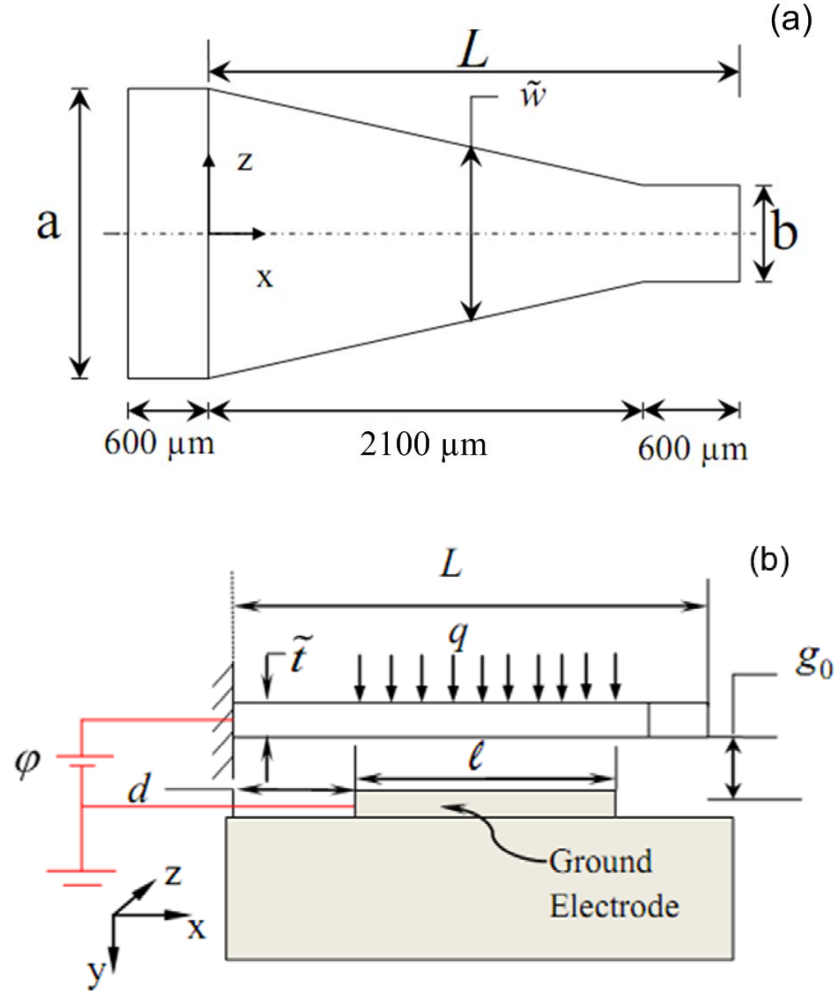 (a)
L
w̃
z
a
b
x
600 µm
2100 µm
600 µm
(b)
L
q
t̃
g₀
φ
ℓ
d
Ground
Electrode
z
x
y